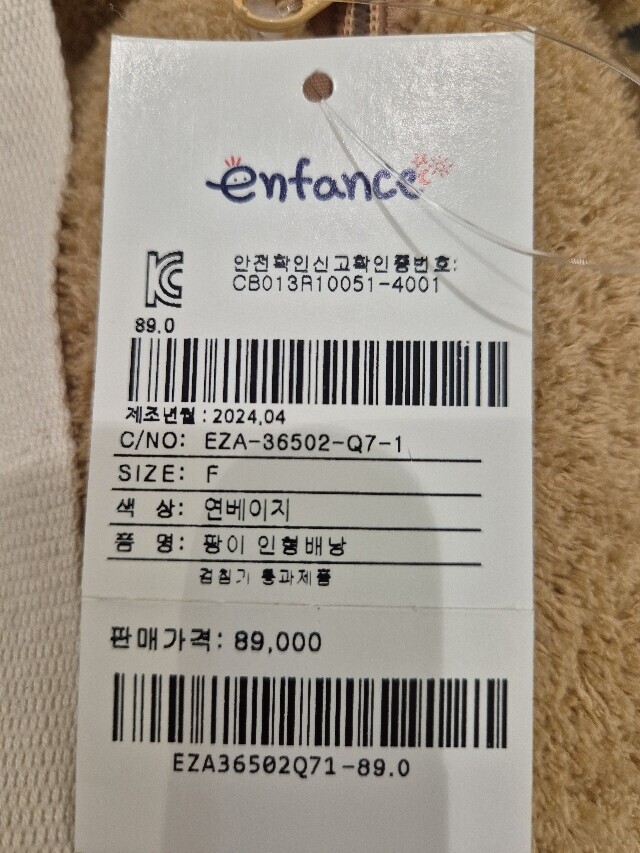 enfance
안전확인신고확인증번호:
CB013R10051-4001
89.0
제조년월 : 2024.04
C/NO: EZA-36502-Q7-1
SIZE: F
색 상: 연베이지
품 명: 팡이 인형배낭
검침기 통과제품
판매가격: 89,000
EZA36502Q71-89.0